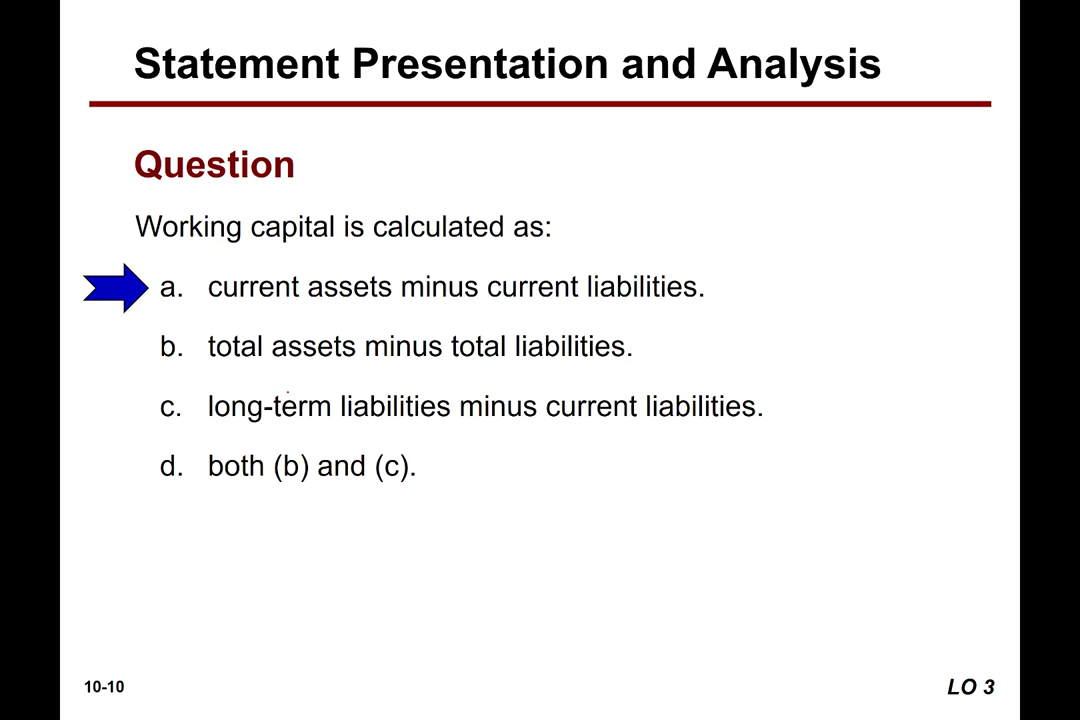 Statement Presentation and Analysis
Question
Working capital is calculated as:
a. current assets minus current liabilities.
b. total assets minus total liabilities.
c. long-term liabilities minus current liabilities.
d. both (b) and (c).
10-10
LO 3